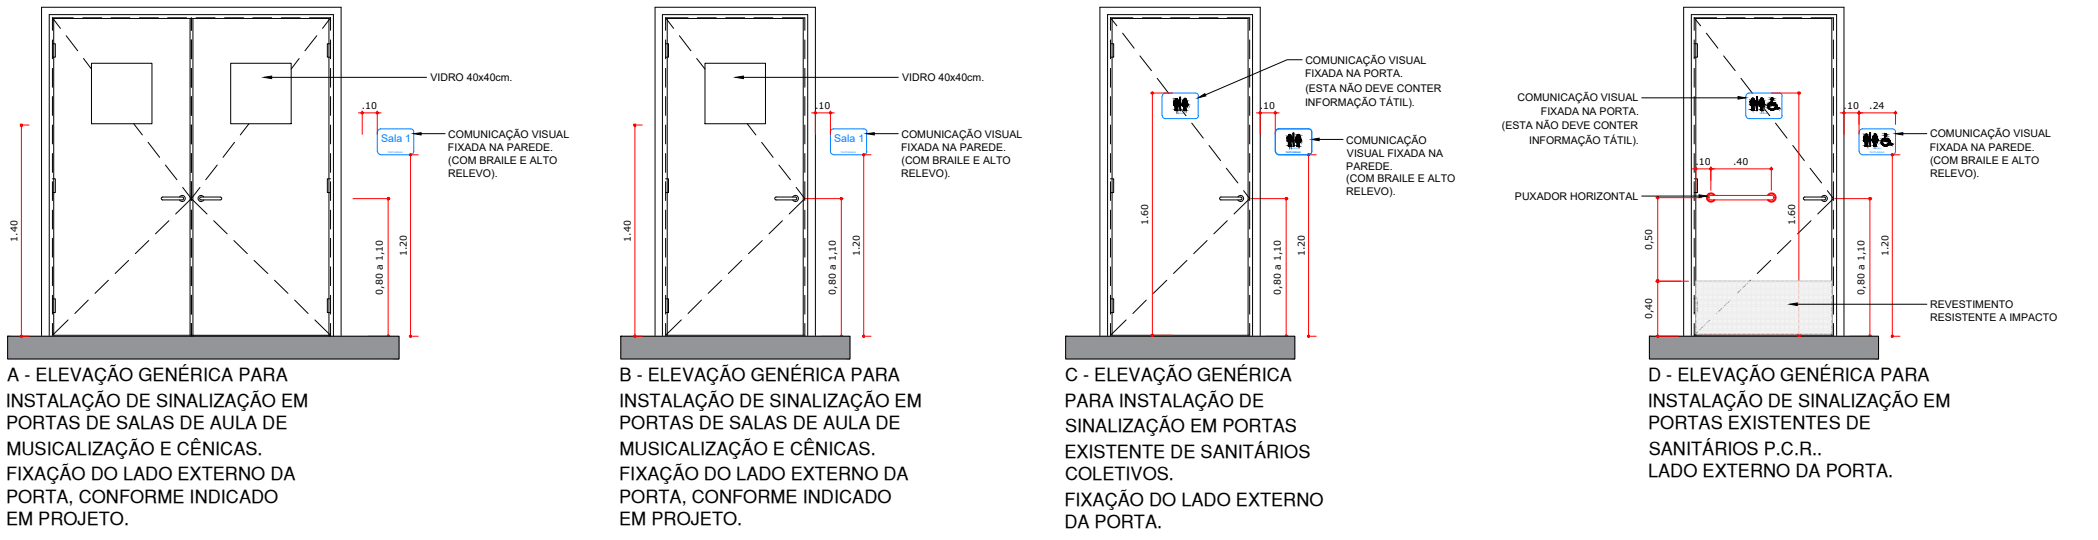 VIDRO 40x40cm.
.10
Sala 1
COMUNICAÇÃO VISUAL
FIXADA NA PAREDE.
(COM BRAILE E ALTO
RELEVO).
1.40
0,80 a 1,10
1.20
A - ELEVAÇÃO GENÉRICA PARA
INSTALAÇÃO DE SINALIZAÇÃO EM
PORTAS DE SALAS DE AULA DE
MUSICALIZAÇÃO E CÊNICAS.
FIXAÇÃO DO LADO EXTERNO DA
PORTA, CONFORME INDICADO
EM PROJETO.
VIDRO 40x40cm.
.10
Sala 1
COMUNICAÇÃO VISUAL
FIXADA NA PAREDE.
(COM BRAILE E ALTO
RELEVO).
1.40
0,80 a 1,10
1.20
B - ELEVAÇÃO GENÉRICA PARA
INSTALAÇÃO DE SINALIZAÇÃO EM
PORTAS DE SALAS DE AULA DE
MUSICALIZAÇÃO E CÊNICAS.
FIXAÇÃO DO LADO EXTERNO DA
PORTA, CONFORME INDICADO
EM PROJETO.
COMUNICAÇÃO VISUAL
FIXADA NA PORTA.
(ESTA NÃO DEVE CONTER
INFORMAÇÃO TÁTIL).
.10
COMUNICAÇÃO
VISUAL FIXADA NA
PAREDE.
(COM BRAILE E ALTO
RELEVO).
1.60
0,80 a 1,10
1.20
C - ELEVAÇÃO GENÉRICA
PARA INSTALAÇÃO DE
SINALIZAÇÃO EM PORTAS
EXISTENTE DE SANITÁRIOS
COLETIVOS.
FIXAÇÃO DO LADO EXTERNO
DA PORTA.
COMUNICAÇÃO VISUAL
FIXADA NA PORTA.
(ESTA NÃO DEVE CONTER
INFORMAÇÃO TÁTIL).
.10
.24
COMUNICAÇÃO VISUAL
FIXADA NA PAREDE.
(COM BRAILE E ALTO
RELEVO).
.10
.40
PUXADOR HORIZONTAL
1.60
0,50
0,40
0,80 a 1,10
1.20
REVESTIMENTO
RESISTENTE A IMPACTO
D - ELEVAÇÃO GENÉRICA PARA
INSTALAÇÃO DE SINALIZAÇÃO EM
PORTAS EXISTENTES DE
SANITÁRIOS P.C.R..
LADO EXTERNO DA PORTA.